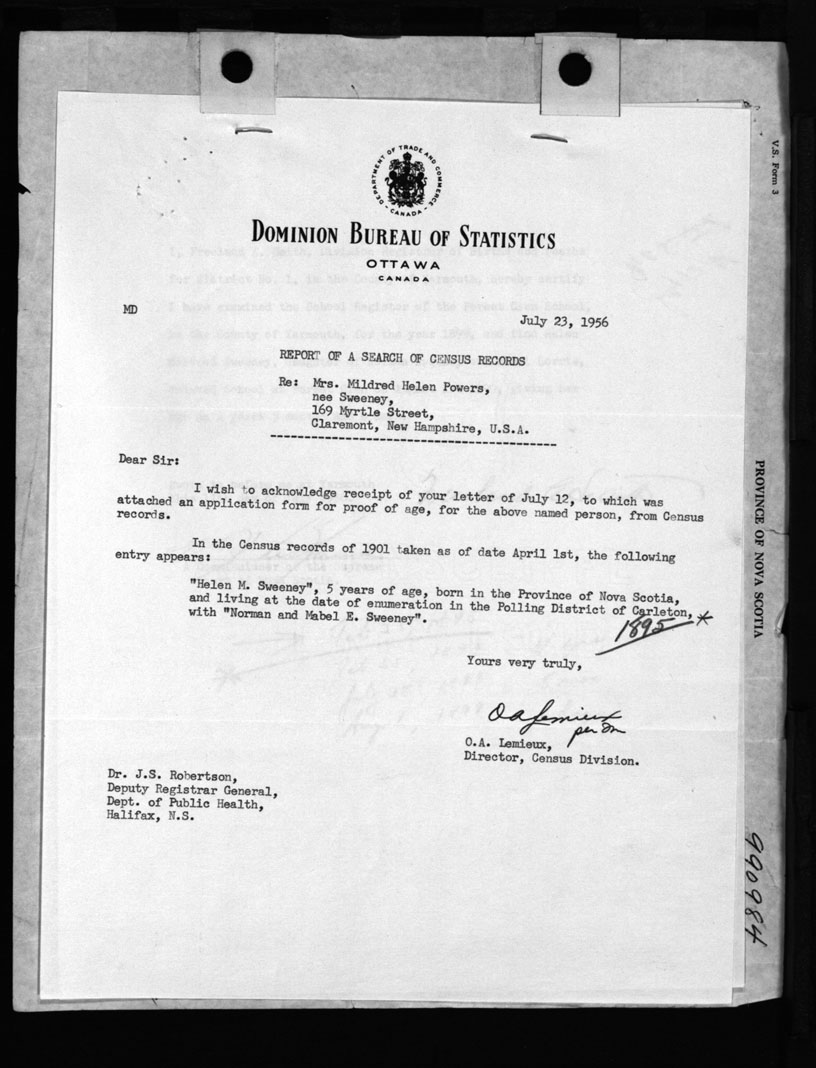 DEPARTMENT OF TRADE AND COMMERCE
- CANADA -
DOMINION BUREAU OF STATISTICS
OTTAWA
CANADA
MD
July 23, 1956
REPORT OF A SEARCH OF CENSUS RECORDS
Re: Mrs. Mildred Helen Powers,
nee Sweeney,
169 Myrtle Street,
Claremont, New Hampshire, U.S.A.
Dear Sir:
I wish to acknowledge receipt of your letter of July 12, to which was
attached an application form for proof of age, for the above named person, from Census
records.
In the Census records of 1901 taken as of date April 1st, the following
entry appears:
"Helen M. Sweeney", 5 years of age, born in the Province of Nova Scotia,
and living at the date of enumeration in the Polling District of Carleton,
with "Norman and Mabel E. Sweeney".
1895 *
Yours very truly,
O A Lemieux
per
O.A. Lemieux,
Director, Census Division.
Dr. J.S. Robertson,
Deputy Registrar General,
Dept. of Public Health,
Halifax, N.S.
V.S. Form 3
PROVINCE OF NOVA SCOTIA
990984